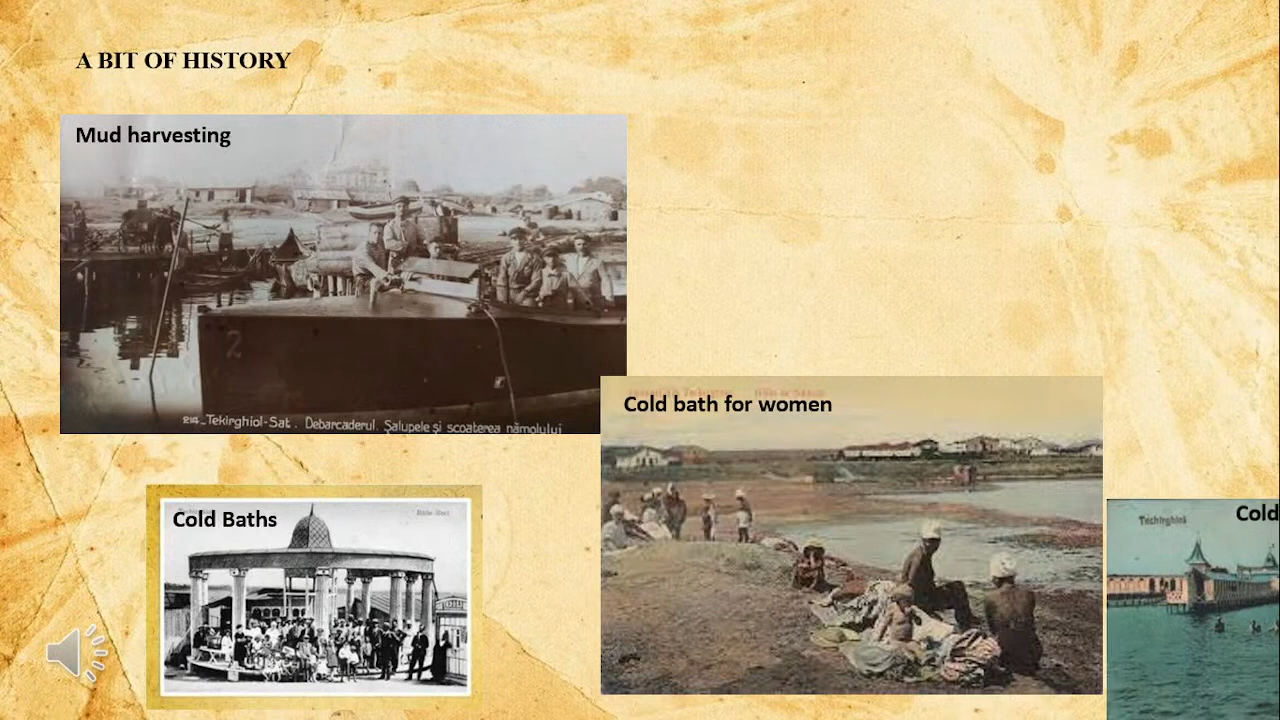 A BIT OF HISTORY
Mud harvesting
214_Tekirghiol-Sat. Debarcaderul. Șalupele și scoaterea nămolului
Cold bath for women
Cold Baths
Cold
Techirghiol